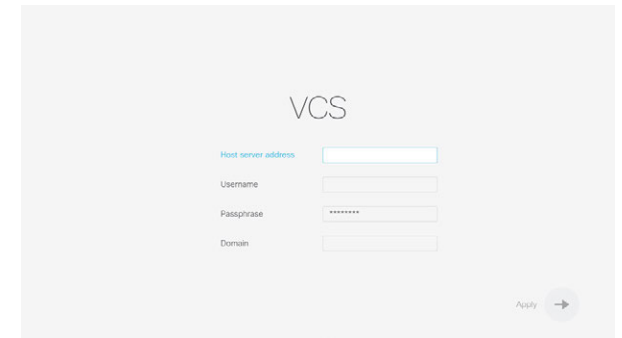 VCS
Host server address
Username
Passphrase ********
Domain
Apply